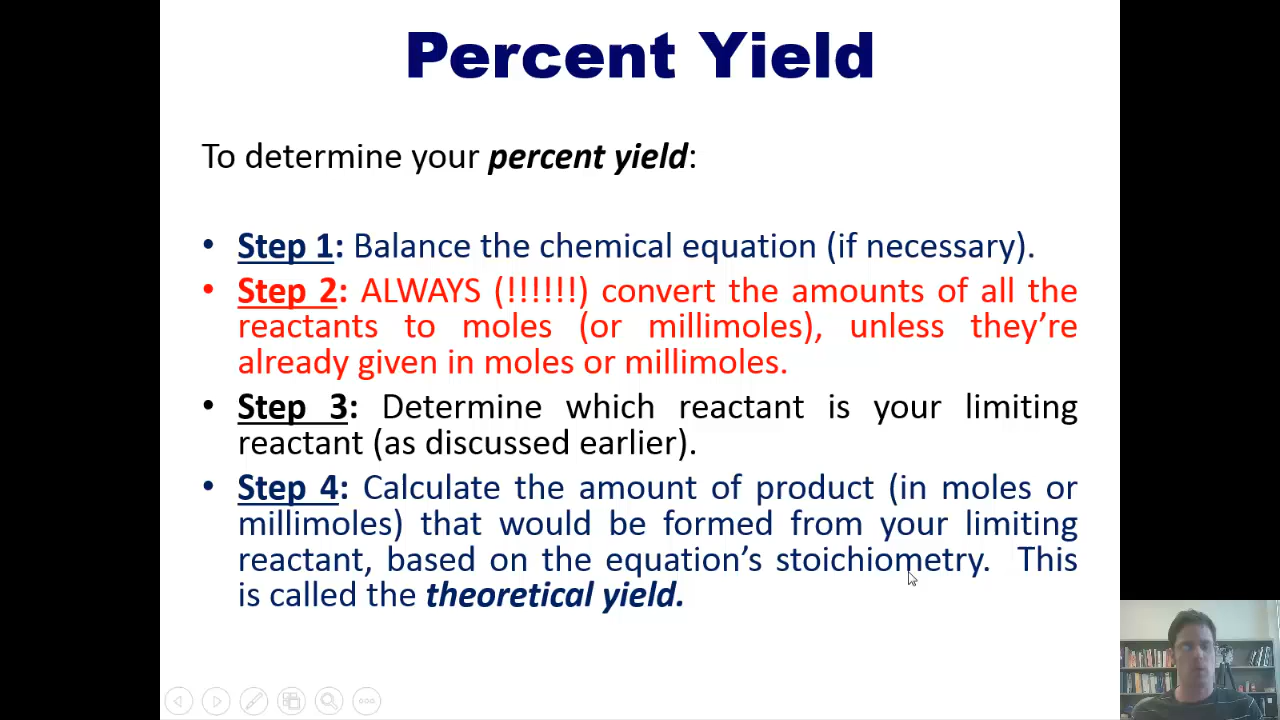 Percent Yield
To determine your percent yield:
• Step 1: Balance the chemical equation (if necessary).
• Step 2: ALWAYS (!!!!!!) convert the amounts of all the
reactants to moles (or millimoles), unless they’re
already given in moles or millimoles.
• Step 3: Determine which reactant is your limiting
reactant (as discussed earlier).
• Step 4: Calculate the amount of product (in moles or
millimoles) that would be formed from your limiting
reactant, based on the equation’s stoichiometry. This
is called the theoretical yield.